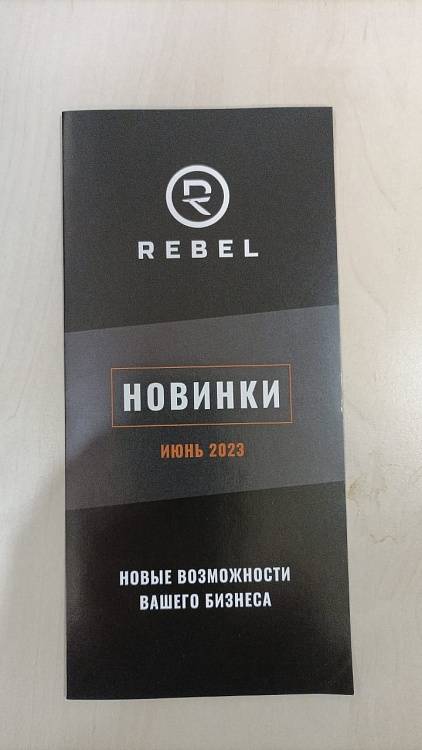 REBEL
НОВИНКИ
ИЮНЬ 2023
НОВЫЕ ВОЗМОЖНОСТИ
ВАШЕГО БИЗНЕСА